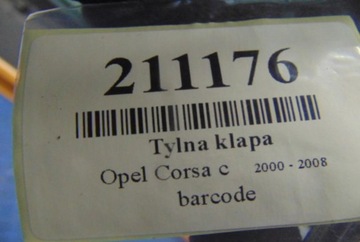 211176
Tylna klapa
Opel Corsa c 2000 - 2008
barcode